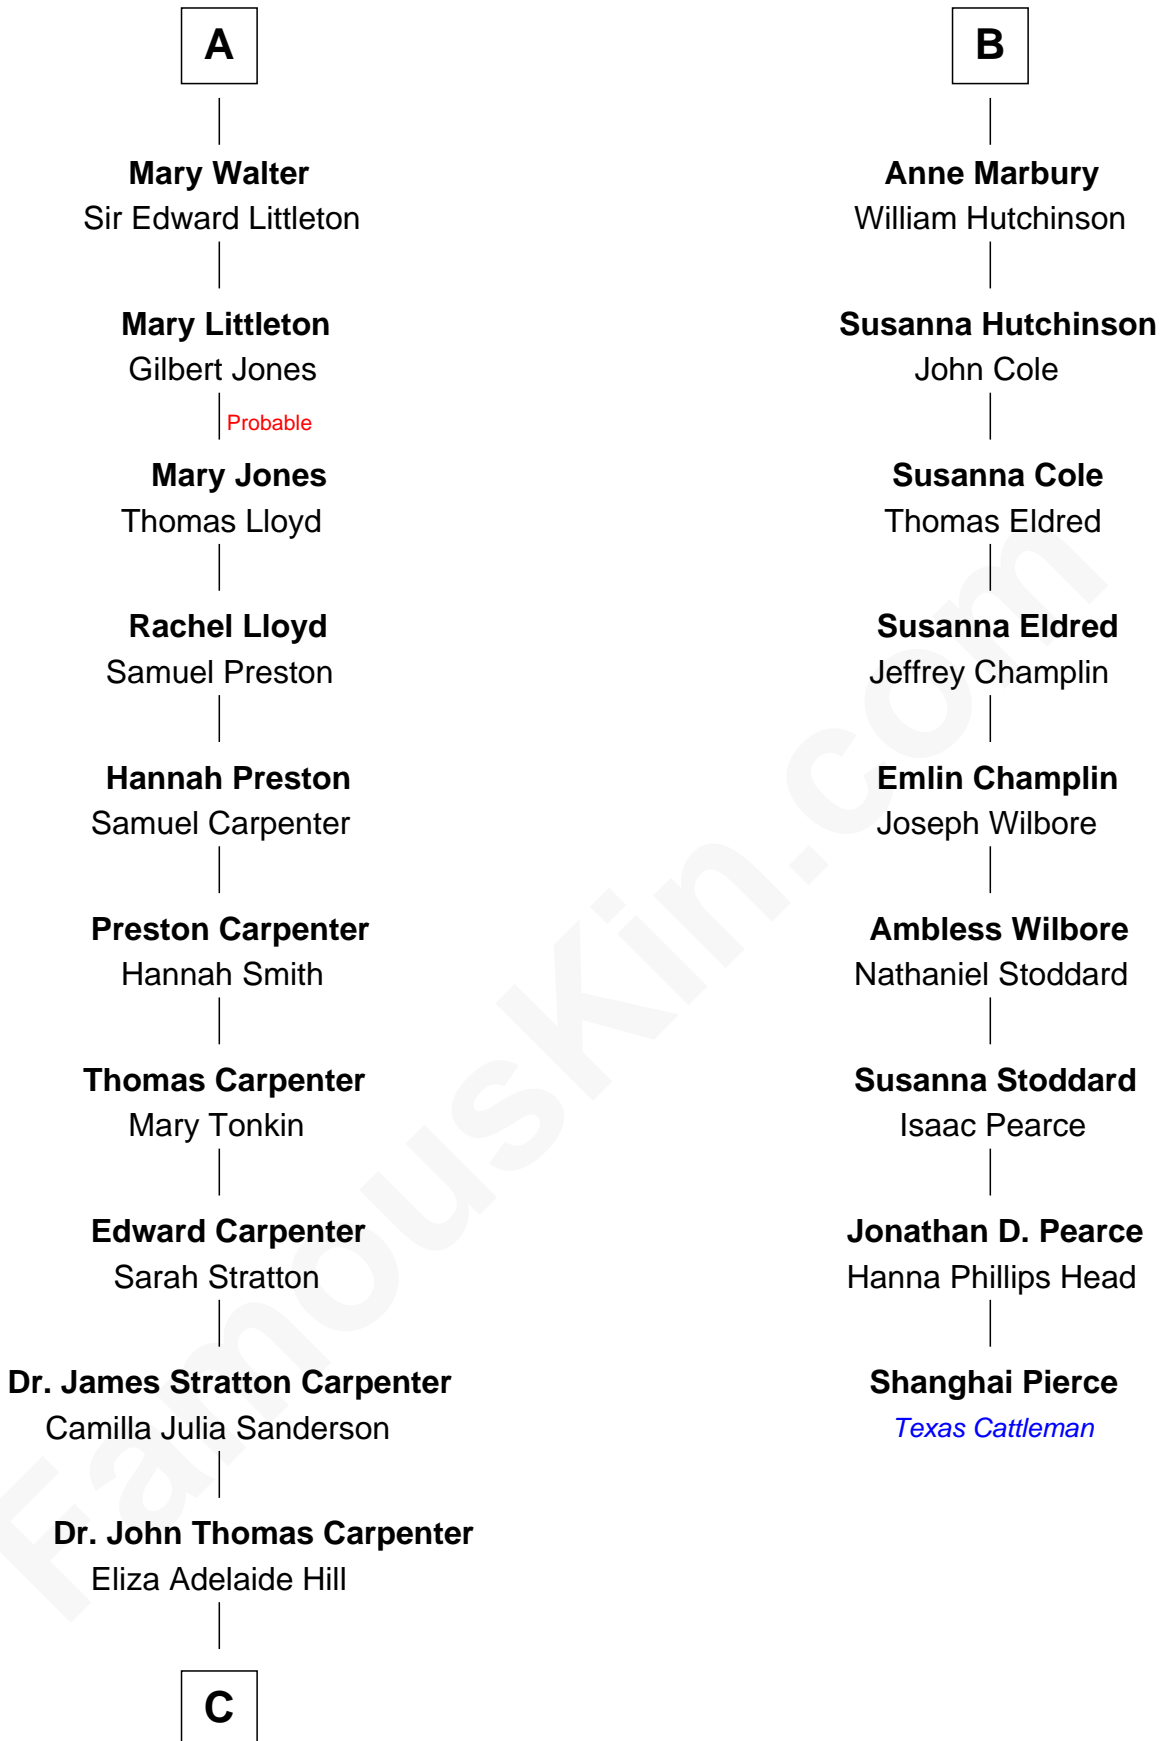 A
Mary Walter
Sir Edward Littleton
Mary Littleton
Gilbert Jones
Probable
Mary Jones
Thomas Lloyd
Rachel Lloyd
Samuel Preston
Hannah Preston
Samuel Carpenter
Preston Carpenter
Hannah Smith
Thomas Carpenter
Mary Tonkin
Edward Carpenter
Sarah Stratton
Dr. James Stratton Carpenter
Camilla Julia Sanderson
Dr. John Thomas Carpenter
Eliza Adelaide Hill
C
B
Anne Marbury
William Hutchinson
Susanna Hutchinson
John Cole
Susanna Cole
Thomas Eldred
Susanna Eldred
Jeffrey Champlin
Emlin Champlin
Joseph Wilbore
Ambless Wilbore
Nathaniel Stoddard
Susanna Stoddard
Isaac Pearce
Jonathan D. Pearce
Hanna Phillips Head
Shanghai Pierce
Texas Cattleman
FamousKin.com